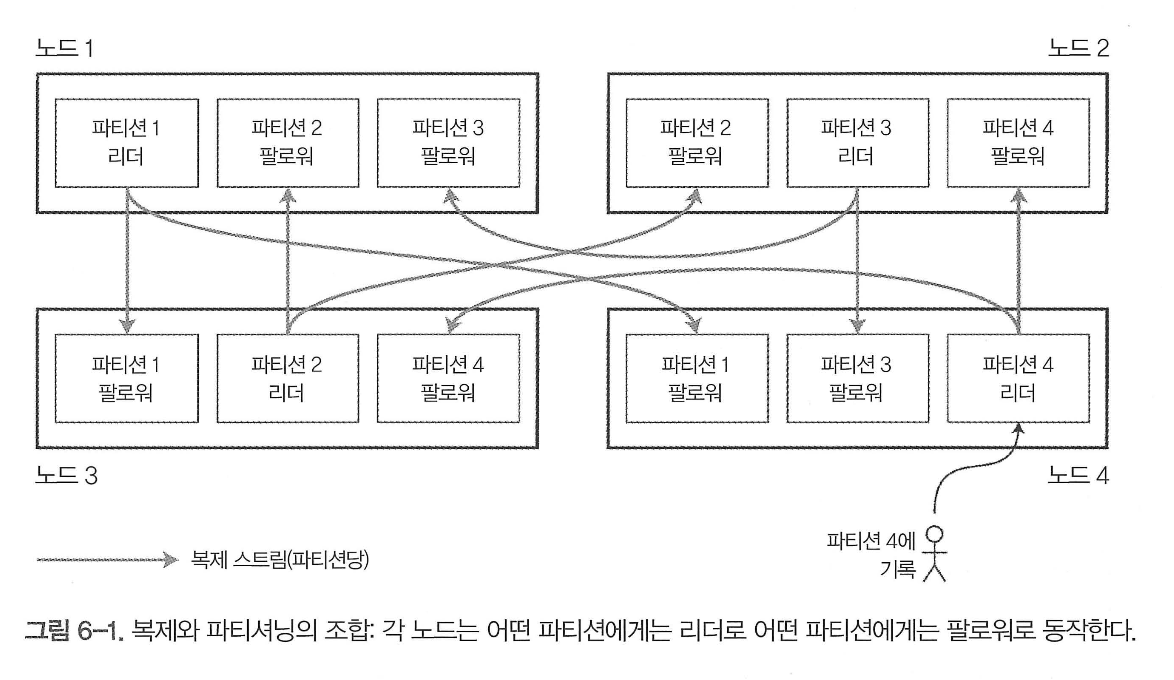 노드 1
노드 2
파티션 1
리더
파티션 2
팔로워
파티션 3
팔로워
파티션 2
팔로워
파티션 3
리더
파티션 4
팔로워
파티션 1
팔로워
파티션 2
리더
파티션 4
팔로워
파티션 1
팔로워
파티션 3
팔로워
파티션 4
리더
노드 3
노드 4
복제 스트림(파티션당)
파티션 4에
기록
그림 6-1. 복제와 파티셔닝의 조합: 각 노드는 어떤 파티션에게는 리더로 어떤 파티션에게는 팔로워로 동작한다.